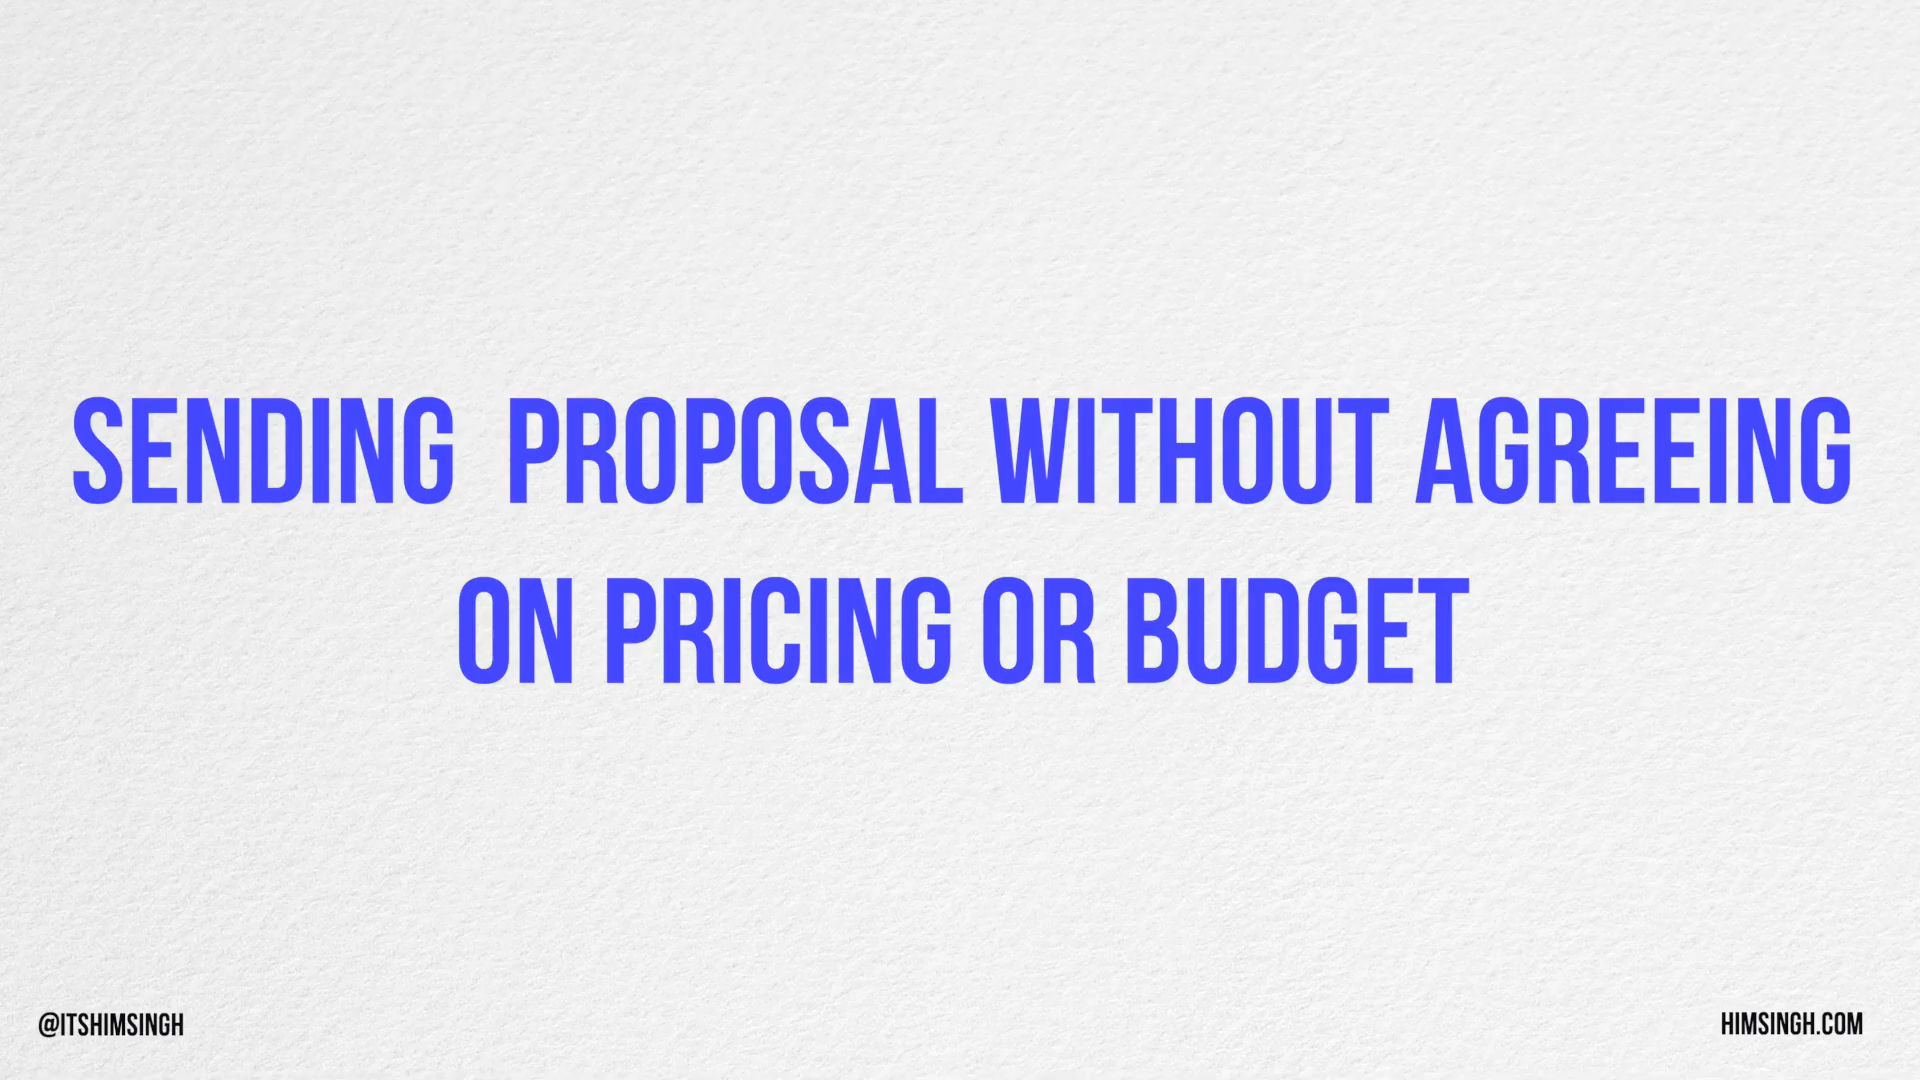 SENDING  PROPOSAL WITHOUT AGREEING
ON PRICING OR BUDGET
@ITSHIMSINGH
HIMSINGH.COM